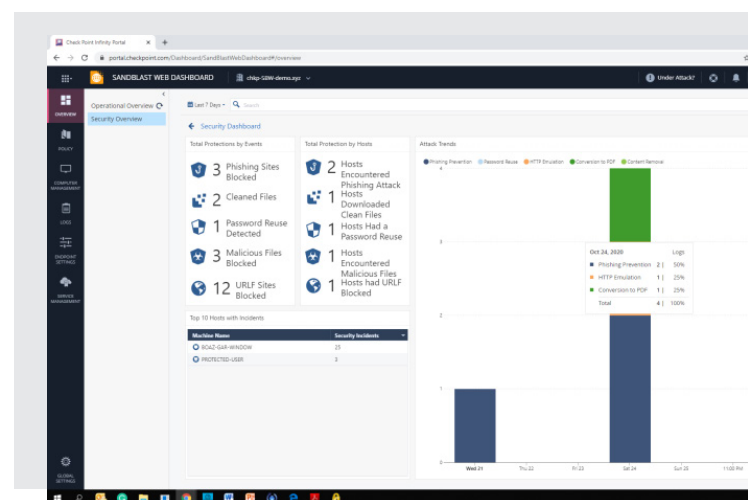 Check Point Infinity Portal
portal.checkpoint.com/Dashboard/SandBlastWebDashboard#/overview
SANDBLAST WEB DASHBOARD
chkp-SBW-demo.xyz
Under Attack?
OVERVIEW
POLICY
COMPUTER MANAGEMENT
LOGS
ENDPOINT SETTINGS
SERVICE MANAGEMENT
GLOBAL SETTINGS
Operational Overview
Security Overview
Last 7 Days
Search
Security Dashboard
Total Protections by Events
3 Phishing Sites Blocked
2 Cleaned Files
1 Password Reuse Detected
3 Malicious Files Blocked
12 URLF Sites Blocked
Total Protection by Hosts
2 Hosts Encountered Phishing Attack
1 Hosts Downloaded Clean Files
1 Hosts Had a Password Reuse
1 Hosts Encountered Malicious Files
1 Hosts had URLF Blocked
Top 10 Hosts with Incidents
Machine Name Security Incidents
PROTECTED-USER 3
Attack Trends
Phishing Prevention Password Reuse HTTP Emulation Conversion to PDF Content Removal
4
3
2
1
Oct 24, 2020 Logs
Phishing Prevention 2 | 50%
HTTP Emulation 1 | 25%
Conversion to PDF 1 | 25%
Total 4 | 100%
Wed 21 Thu 22 Fri 23 Sat 24 Sun 25 11:00 PM